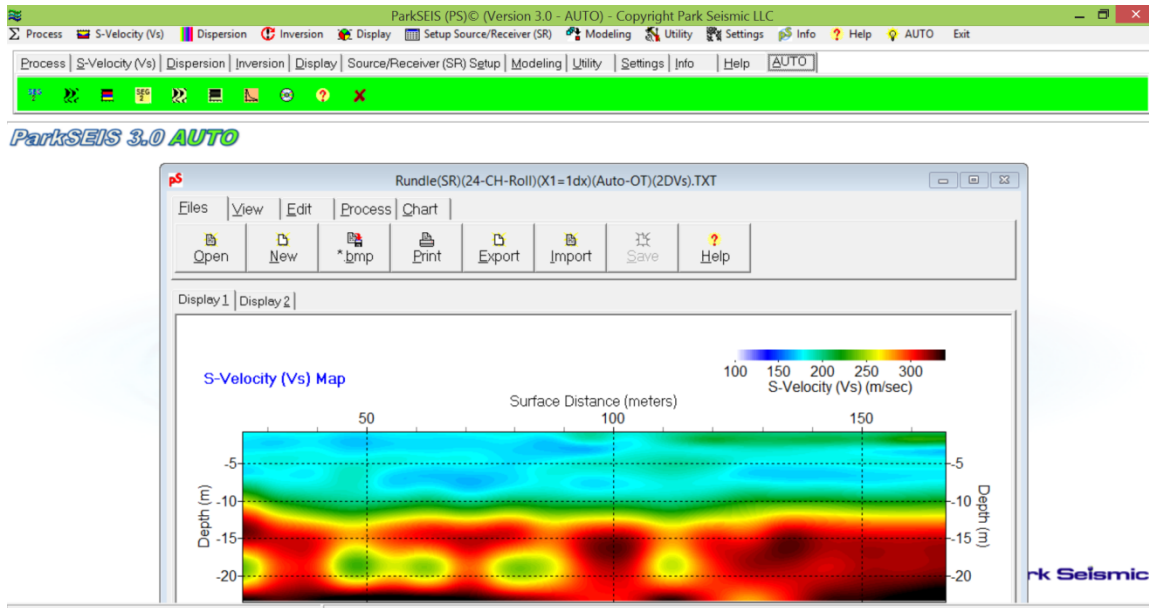 ParkSEIS (PS)© (Version 3.0 - AUTO) - Copyright Park Seismic LLC
Σ Process S-Velocity (Vs) Dispersion Inversion Display Setup Source/Receiver (SR) Modeling Utility Settings Info ? Help AUTO Exit
Process S-Velocity (Vs) Dispersion Inversion Display Source/Receiver (SR) Setup Modeling Utility Settings Info Help AUTO
ParkSEIS 3.0 AUTO
pS Rundle(SR)(24-CH-Roll)(X1=1dx)(Auto-OT)(2DVs).TXT
Files View Edit Process Chart
Open New *.bmp Print Export Import Save Help
Display 1 Display 2
100 150 200 250 300
S-Velocity (Vs) (m/sec)
S-Velocity (Vs) Map
Surface Distance (meters)
50 100 150
-5 -5
-10 -10
-15 -15
-20 -20
Depth (m) Depth (m)
rk Seismic